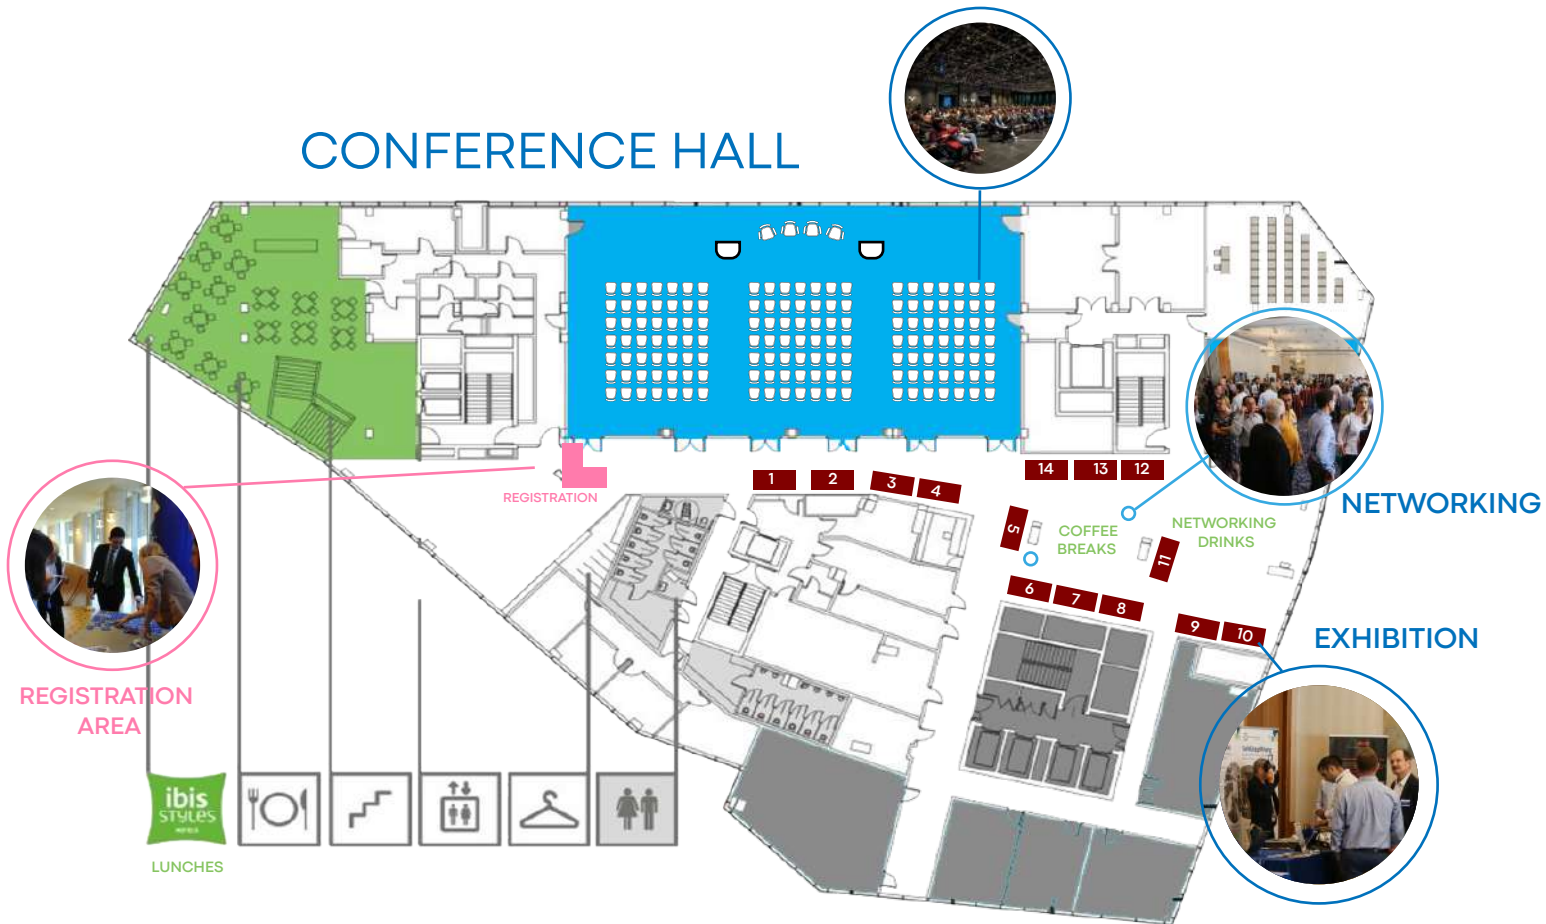 CONFERENCE HALL
REGISTRATION
1
2
3
4
14
13
12
5
COFFEE
BREAKS
NETWORKING
DRINKS
11
6
7
8
9
10
NETWORKING
EXHIBITION
REGISTRATION
AREA
ibis
STYLES
HOTELS
LUNCHES